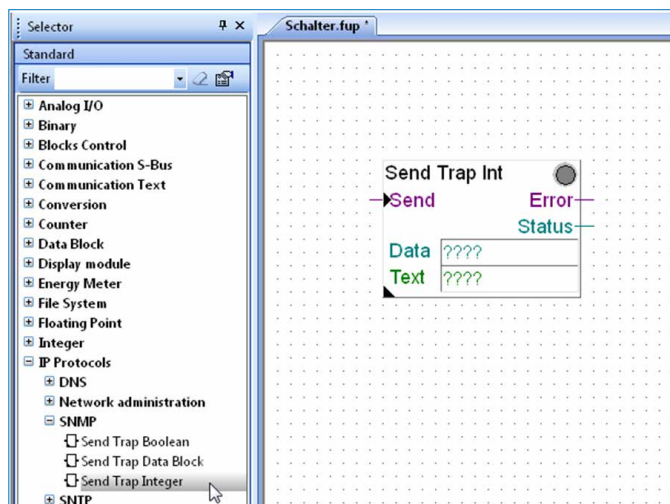 Selector
Standard
Filter
Analog I/O
Binary
Blocks Control
Communication S-Bus
Communication Text
Conversion
Counter
Data Block
Display module
Energy Meter
File System
Floating Point
Integer
IP Protocols
DNS
Network administration
SNMP
Send Trap Boolean
Send Trap Data Block
Send Trap Integer
SNTP
Schalter.fup *
Send Trap Int
Send Error
Status
Data ????
Text ????